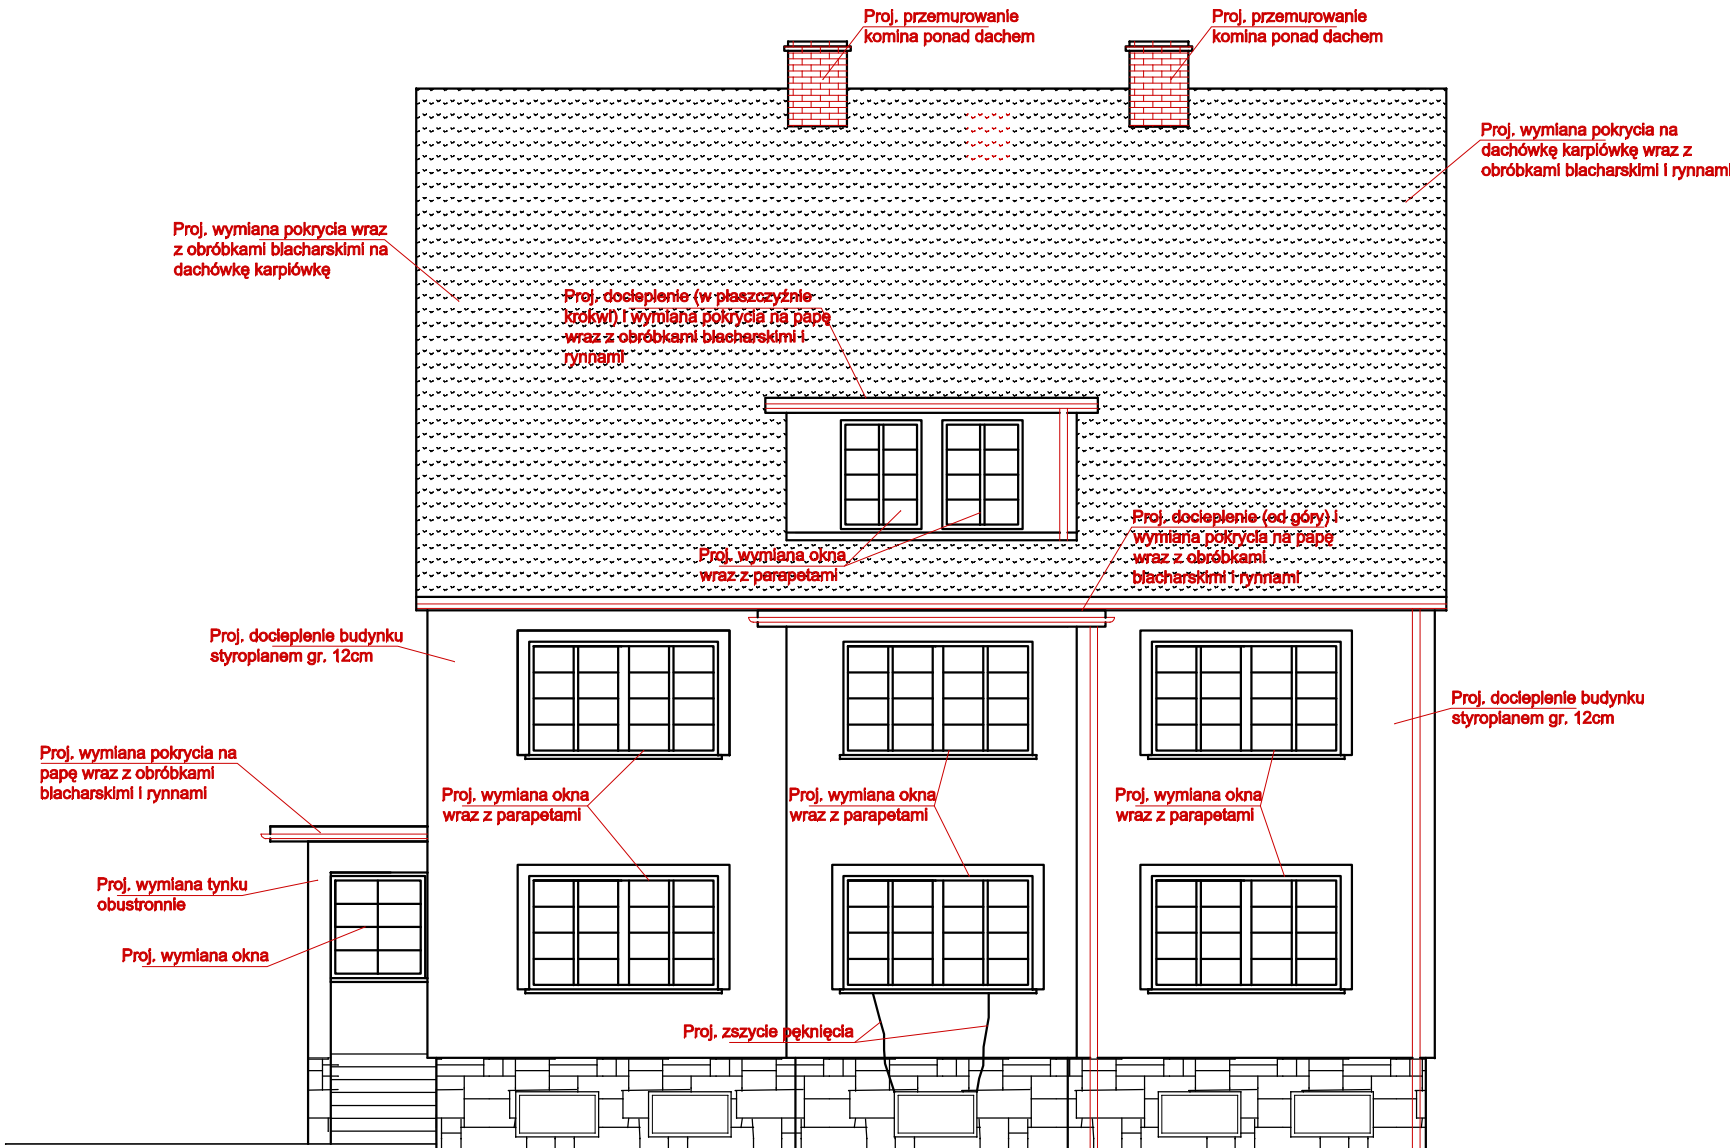 Proj. przemurowanie
komina ponad dachem
Proj. przemurowanie
komina ponad dachem
Proj. wymiana pokrycia na
dachówkę karpiówkę wraz z
obróbkami blacharskimi i rynnami
Proj. wymiana pokrycia wraz
z obróbkami blacharskimi na
dachówkę karpiówkę
Proj. docieplenie (w płaszczyźnie
krokwi) i wymiana pokrycia na papę
wraz z obróbkami blacharskimi i
rynnami
Proj. docieplenie (od góry) i
wymiana pokrycia na papę
wraz z obróbkami
blacharskimi i rynnami
Proj. wymiana okna
wraz z parapetami
Proj. docieplenie budynku
styropianem gr. 12cm
Proj. docieplenie budynku
styropianem gr. 12cm
Proj. wymiana pokrycia na
papę wraz z obróbkami
blacharskimi i rynnami
Proj. wymiana okna
wraz z parapetami
Proj. wymiana okna
wraz z parapetami
Proj. wymiana okna
wraz z parapetami
Proj. wymiana tynku
obustronnie
Proj. wymiana okna
Proj. zszycie pęknięcia